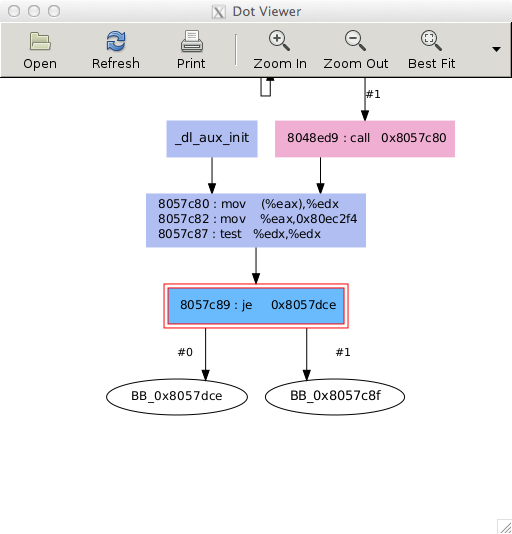 Dot Viewer
Open Refresh Print Zoom In Zoom Out Best Fit
#1
_dl_aux_init
8048ed9 : call 0x8057c80
8057c80 : mov (%eax),%edx
8057c82 : mov %eax,0x80ec2f4
8057c87 : test %edx,%edx
8057c89 : je 0x8057dce
#0 #1
BB_0x8057dce BB_0x8057c8f